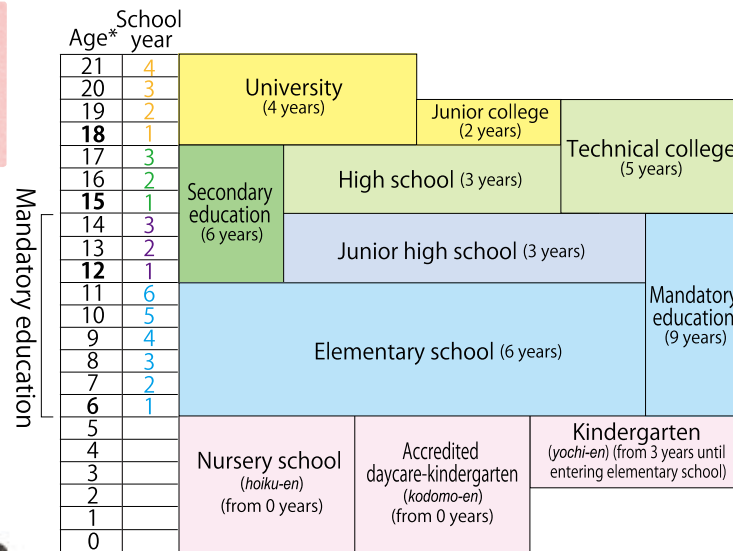 Age*
School
year
21 4
20 3
19 2
18 1
17 3
16 2
15 1
14 3
13 2
12 1
11 6
10 5
9 4
8 3
7 2
6 1
5
4
3
2
1
0
Mandatory education
University
(4 years)
Junior college
(2 years)
Technical college
(5 years)
Secondary
education
(6 years)
High school (3 years)
Junior high school (3 years)
Mandatory
education
(9 years)
Elementary school (6 years)
Nursery school
(hoiku-en)
(from 0 years)
Accredited
daycare-kindergarten
(kodomo-en)
(from 0 years)
Kindergarten
(yochi-en) (from 3 years until
entering elementary school)